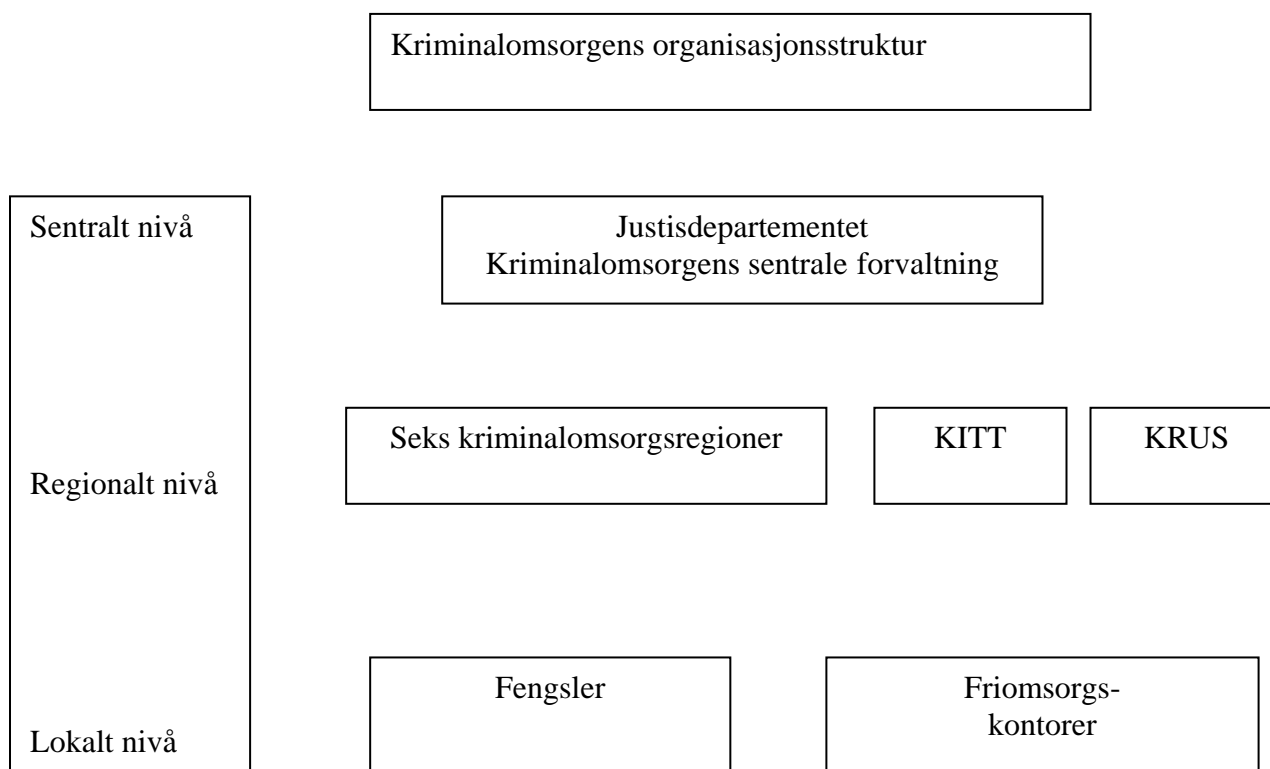 Kriminalomsorgens organisasjonsstruktur
Sentralt nivå
Justisdepartementet
Kriminalomsorgens sentrale forvaltning
Seks kriminalomsorgsregioner
KITT
KRUS
Regionalt nivå
Fengsler
Friomsorgs-
kontorer
Lokalt nivå